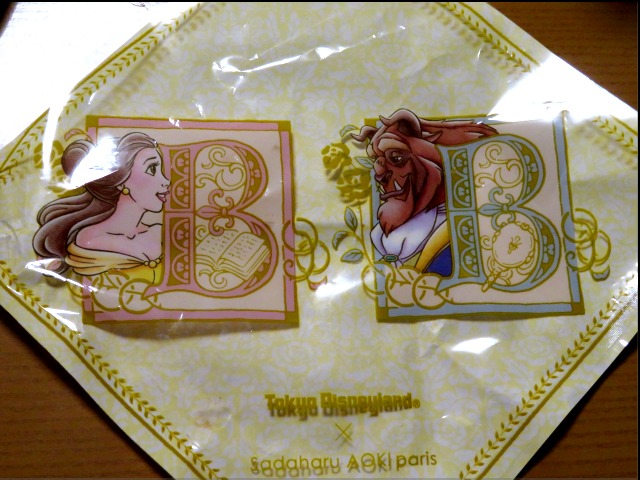 B B
Tokyo Disneyland®
×
Sadaharu AOKI paris